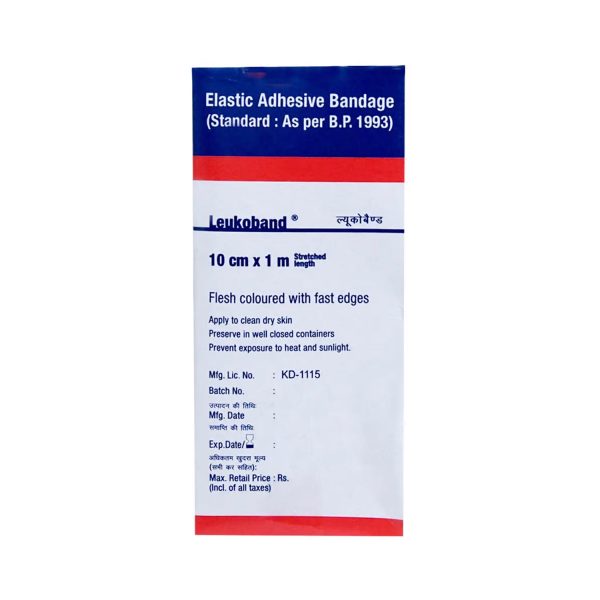 Elastic Adhesive Bandage
(Standard : As per B.P. 1993)
Leukoband ® ल्यूकोबैण्ड
10 cm x 1 m Stretched length
Flesh coloured with fast edges
Apply to clean dry skin
Preserve in well closed containers
Prevent exposure to heat and sunlight.
Mfg. Lic. No. : KD-1115
Batch No. :
उत्पादन की तिथि
Mfg. Date :
समाप्ति की तिथि
Exp.Date/ :
अधिकतम खुदरा मूल्य
(सभी कर सहित):
Max. Retail Price : Rs.
(Incl. of all taxes)